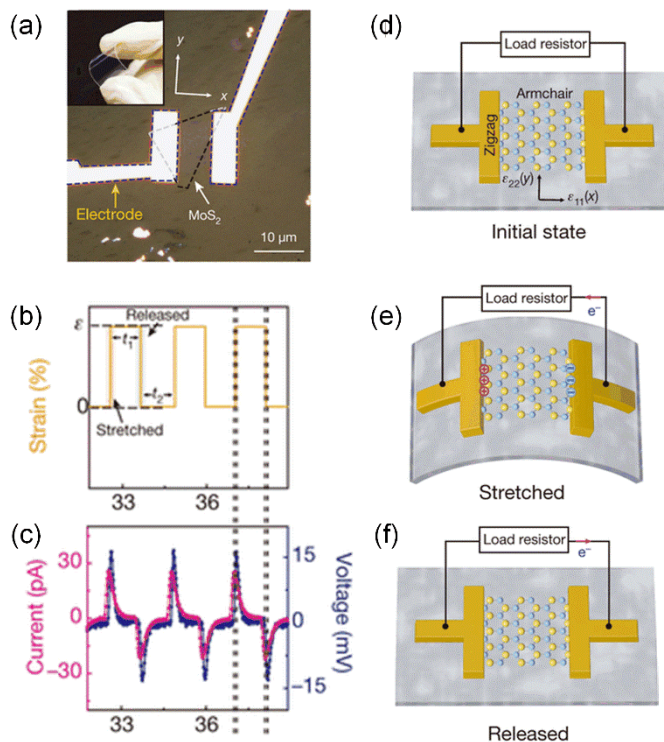 (a)
y
x
Electrode
MoS₂
10 μm
(b)
Strain (%)
ε
0
Released
t₁
t₂
Stretched
33
36
(c)
Current (pA)
30
0
−30
Voltage (mV)
15
0
−15
33
36
(d)
Load resistor
Armchair
Zigzag
ε₂₂(y)
ε₁₁(x)
Initial state
(e)
Load resistor
e⁻
+
+
+
−
−
−
Stretched
(f)
Load resistor
e⁻
Released